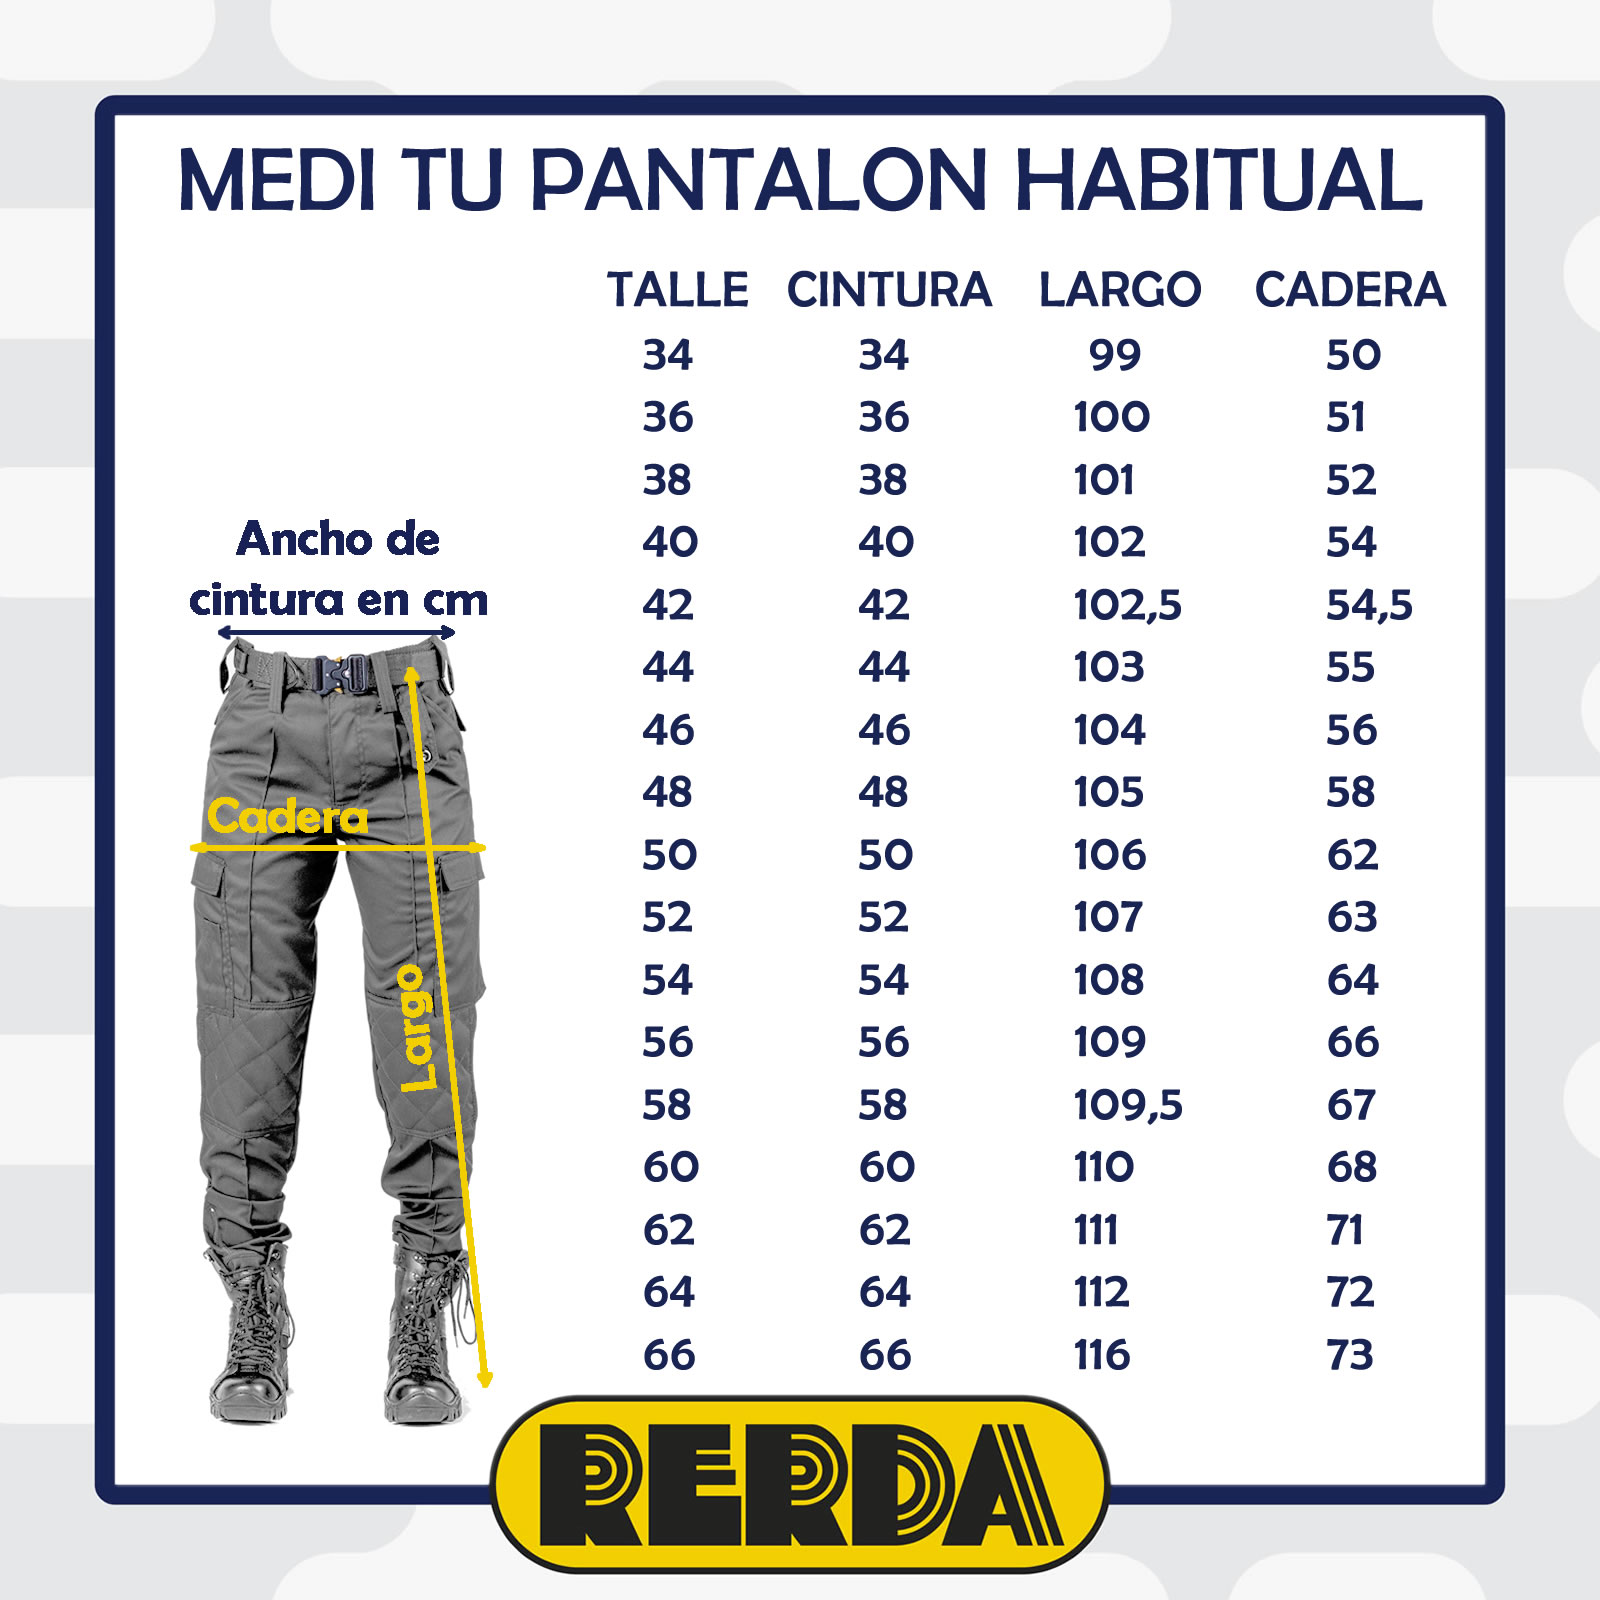 MEDI TU PANTALON HABITUAL
TALLE CINTURA LARGO CADERA
34 34 99 50
36 36 100 51
38 38 101 52
40 40 102 54
42 42 102,5 54,5
44 44 103 55
46 46 104 56
48 48 105 58
50 50 106 62
52 52 107 63
54 54 108 64
56 56 109 66
58 58 109,5 67
60 60 110 68
62 62 111 71
64 64 112 72
66 66 116 73
Ancho de
cintura en cm
Cadera
Largo
RERDA